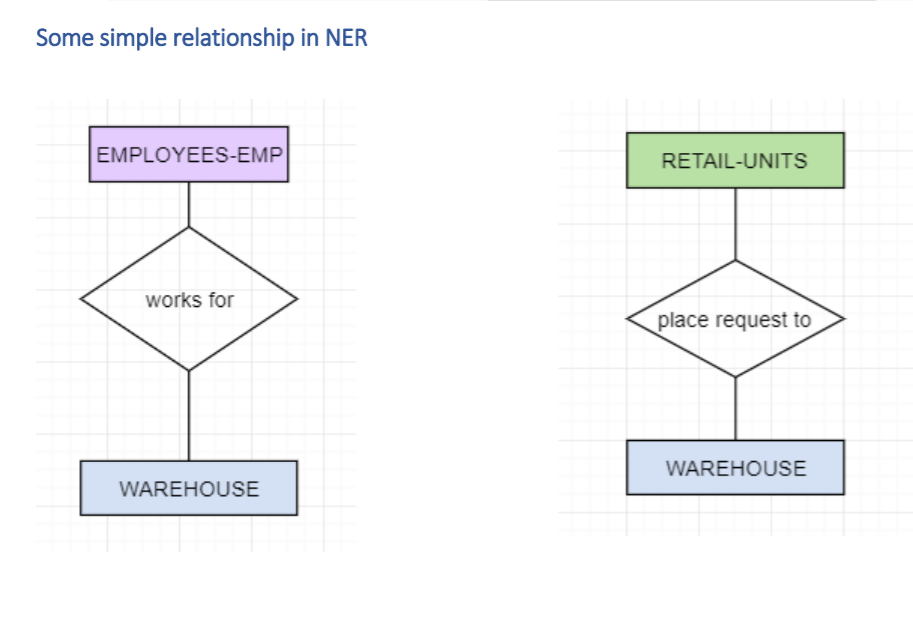 Some simple relationship in NER
EMPLOYEES-EMP
works for
WAREHOUSE
RETAIL-UNITS
place request to
WAREHOUSE